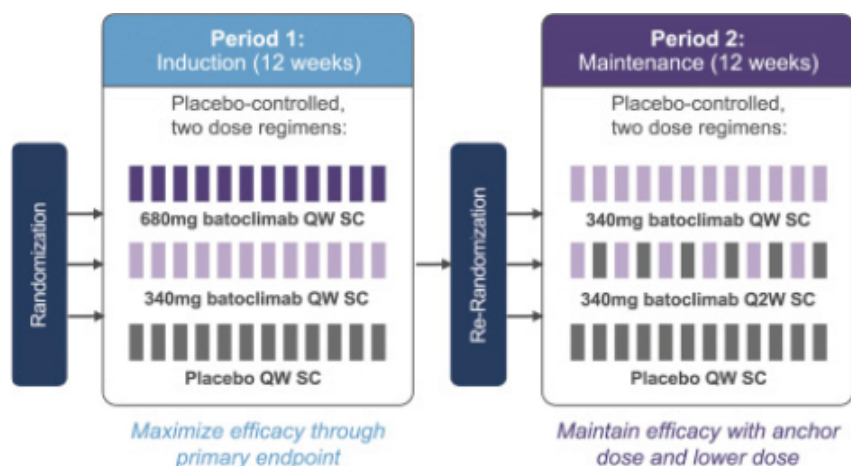 Randomization
Period 1:
Induction (12 weeks)
Placebo-controlled,
two dose regimens:
680mg batoclimab QW SC
340mg batoclimab QW SC
Placebo QW SC
Maximize efficacy through
primary endpoint
Re-Randomization
Period 2:
Maintenance (12 weeks)
Placebo-controlled,
two dose regimens:
340mg batoclimab QW SC
340mg batoclimab Q2W SC
Placebo QW SC
Maintain efficacy with anchor
dose and lower dose